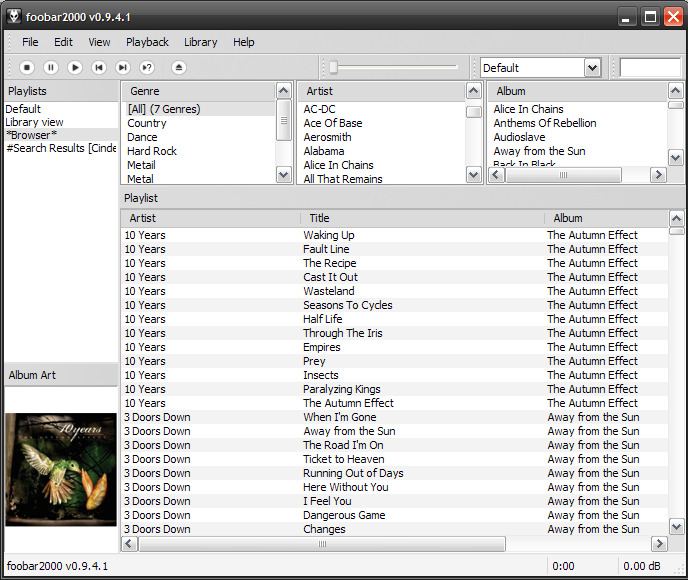 foobar2000 v0.9.4.1
File Edit View Playback Library Help
Default
Playlists
Default
Library view
*Browser*
#Search Results [Cinde
Genre
[All] (7 Genres)
Country
Dance
Hard Rock
Metail
Metal
Artist
AC-DC
Ace Of Base
Aerosmith
Alabama
Alice In Chains
All That Remains
Album
Alice In Chains
Anthems Of Rebellion
Audioslave
Away from the Sun
Back In Black
Playlist
Artist Title Album
10 Years Waking Up The Autumn Effect
10 Years Fault Line The Autumn Effect
10 Years The Recipe The Autumn Effect
10 Years Cast It Out The Autumn Effect
10 Years Wasteland The Autumn Effect
10 Years Seasons To Cycles The Autumn Effect
10 Years Half Life The Autumn Effect
10 Years Through The Iris The Autumn Effect
10 Years Empires The Autumn Effect
10 Years Prey The Autumn Effect
10 Years Insects The Autumn Effect
10 Years Paralyzing Kings The Autumn Effect
10 Years The Autumn Effect The Autumn Effect
3 Doors Down When I'm Gone Away from the Sun
3 Doors Down Away from the Sun Away from the Sun
3 Doors Down The Road I'm On Away from the Sun
3 Doors Down Ticket to Heaven Away from the Sun
3 Doors Down Running Out of Days Away from the Sun
3 Doors Down Here Without You Away from the Sun
3 Doors Down I Feel You Away from the Sun
3 Doors Down Dangerous Game Away from the Sun
3 Doors Down Changes Away from the Sun
Album Art
10years
foobar2000 v0.9.4.1 0:00 0.00 dB